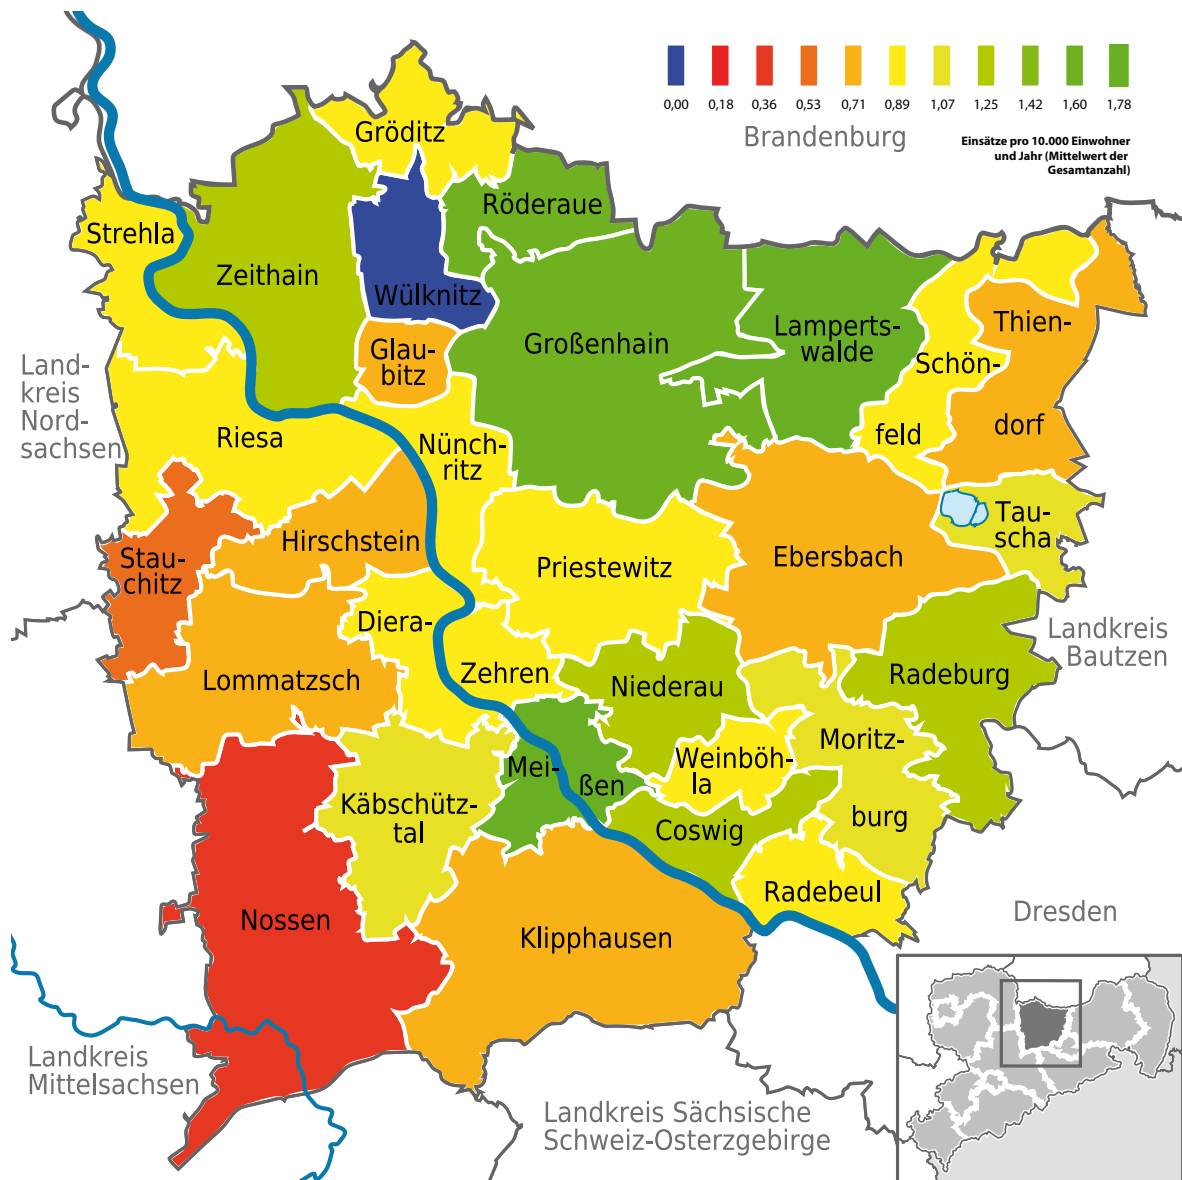 0,00 0,18 0,36 0,53 0,71 0,89 1,07 1,25 1,42 1,60 1,78
Brandenburg
Einsätze pro 10.000 Einwohner
und Jahr (Mittelwert der
Gesamtanzahl)
Gröditz
Röderaue
Strehla
Zeithain
Wülknitz
Großenhain
Lamperts-
walde
Thien-
dorf
Glau-
bitz
Schön-
feld
Land-
kreis
Nord-
sachsen
Riesa
Nünch-
ritz
Tau-
scha
Stau-
chitz
Hirschstein
Priestewitz
Ebersbach
Diera-
Zehren
Landkreis
Bautzen
Lommatzsch
Niederau
Radeburg
Moritz-
burg
Weinböh-
la
Mei-
ßen
Käbschütz-
tal
Coswig
Radebeul
Nossen
Klipphausen
Dresden
Landkreis
Mittelsachsen
Landkreis Sächsische
Schweiz-Osterzgebirge